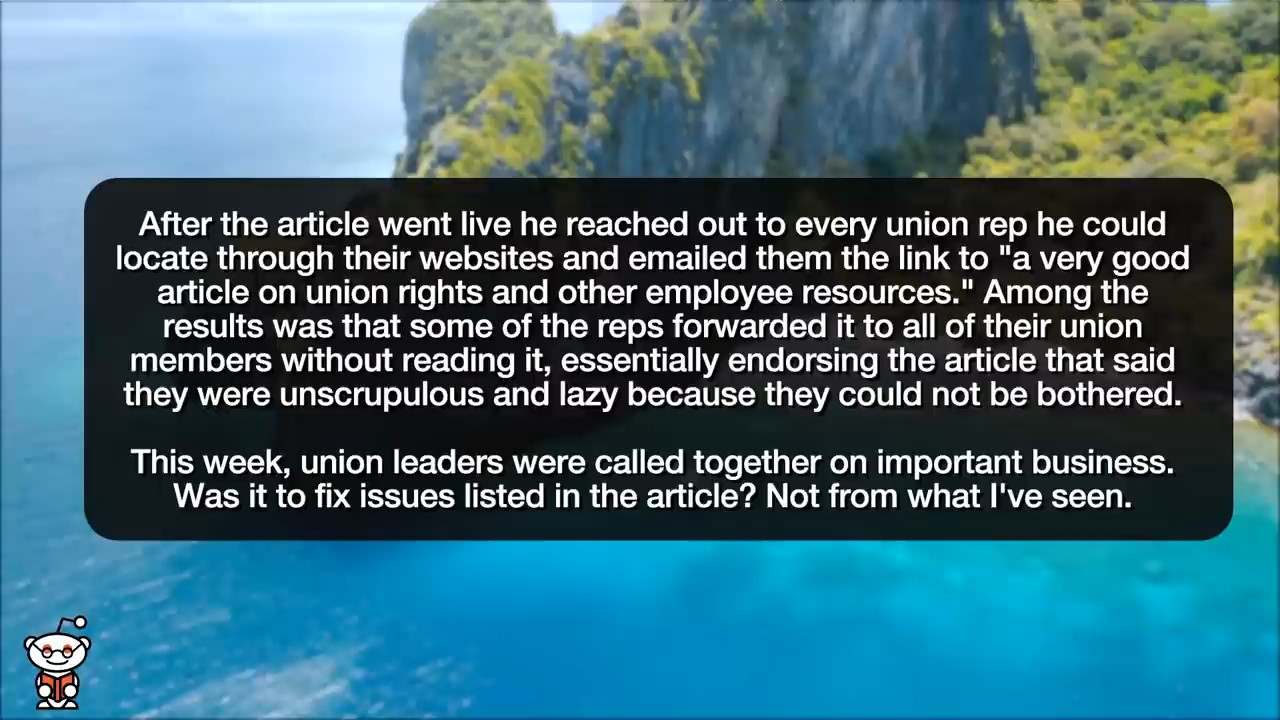 After the article went live he reached out to every union rep he could
locate through their websites and emailed them the link to "a very good
article on union rights and other employee resources." Among the
results was that some of the reps forwarded it to all of their union
members without reading it, essentially endorsing the article that said
they were unscrupulous and lazy because they could not be bothered.
This week, union leaders were called together on important business.
Was it to fix issues listed in the article? Not from what I've seen.